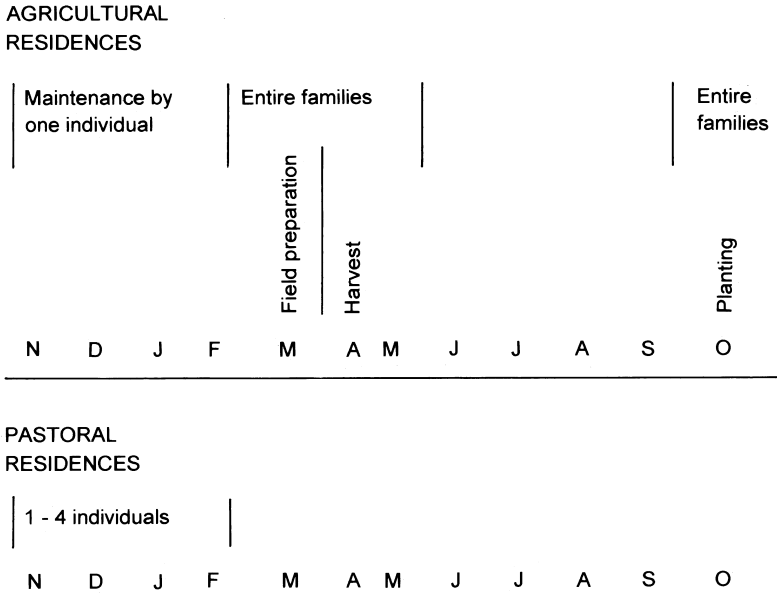 AGRICULTURAL
RESIDENCES
Maintenance by
one individual
Entire families
Entire
families
Field preparation
Harvest
Planting
N D J F M A M J J A S O
PASTORAL
RESIDENCES
1 - 4 individuals
N D J F M A M J J A S O